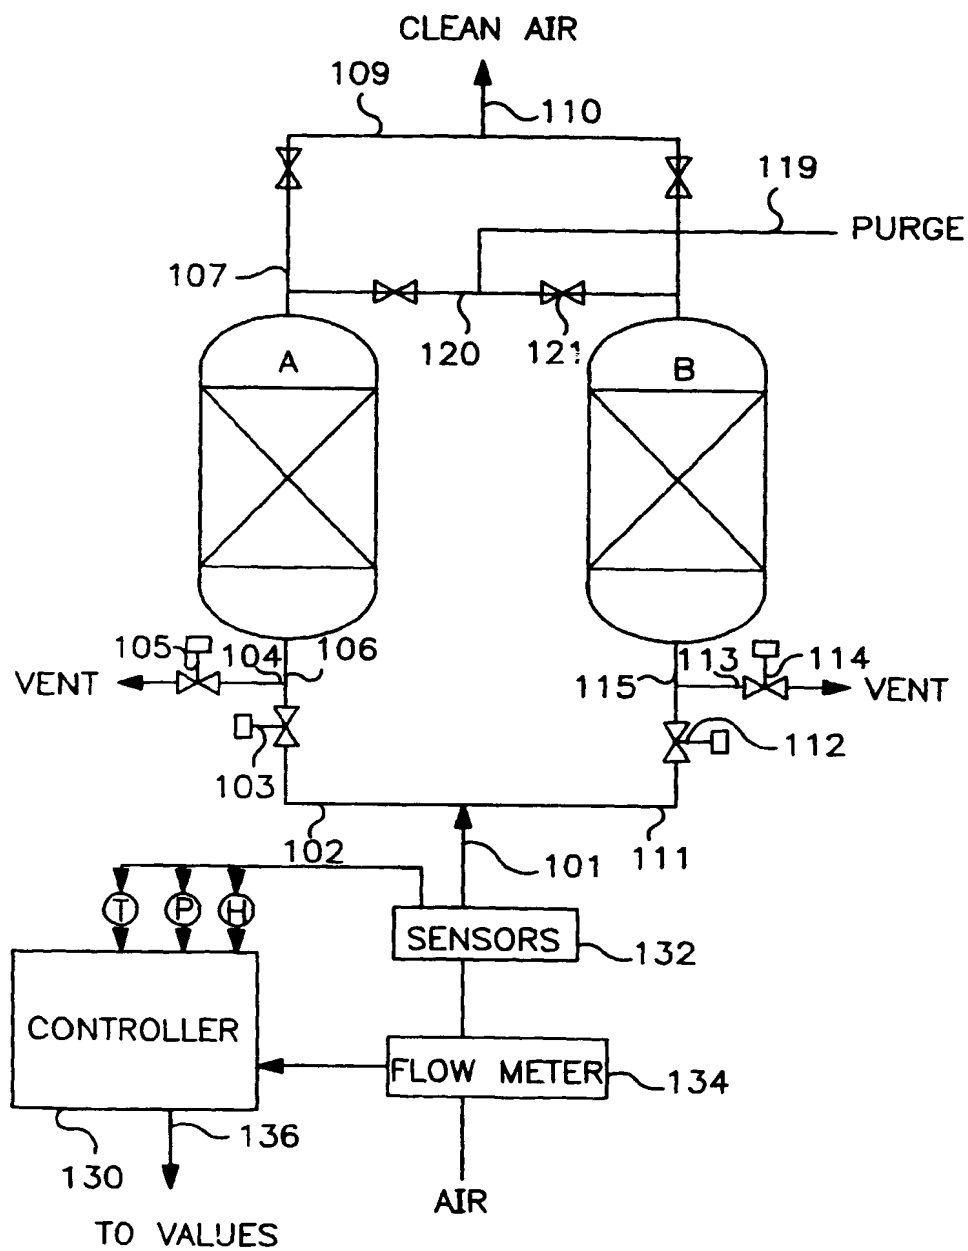 CLEAN AIR
109
110
119
PURGE
107
120
121
A
B
105
104
106
VENT
115
113
114
VENT
103
112
102
101
111
T
P
H
SENSORS
132
CONTROLLER
FLOW METER
134
136
130
AIR
TO VALUES